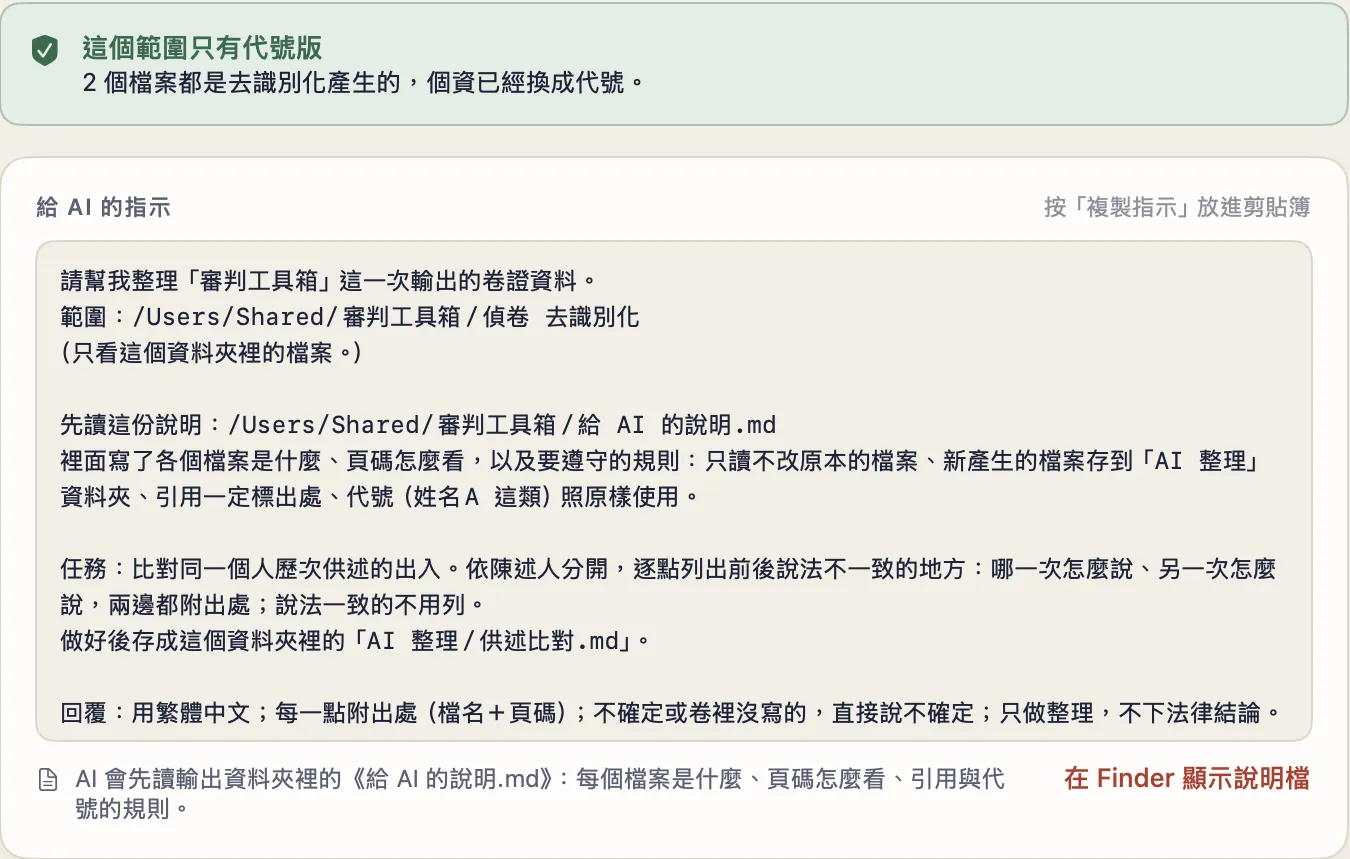 這個範圍只有代號版
2 個檔案都是去識別化產生的，個資已經換成代號。
給 AI 的指示
按「複製指示」放進剪貼簿
請幫我整理「審判工具箱」這一次輸出的卷證資料。
範圍：/Users/Shared/審判工具箱/偵卷 去識別化
(只看這個資料夾裡的檔案。)
先讀這份說明：/Users/Shared/審判工具箱/給 AI 的說明.md
裡面寫了各個檔案是什麼、頁碼怎麼看，以及要遵守的規則：只讀不改原本的檔案、新產生的檔案存到「AI 整理」
資料夾、引用一定標出處、代號 (姓名A 這類) 照原樣使用。
任務：比對同一個人歷次供述的出入。依陳述人分開，逐點列出前後說法不一致的地方：哪一次怎麼說、另一次怎麼
說，兩邊都附出處；說法一致的不用列。
做好後存成這個資料夾裡的「AI 整理/供述比對.md」。
回覆：用繁體中文；每一點附出處 (檔名＋頁碼)；不確定或卷裡沒寫的，直接說不確定；只做整理，不下法律結論。
AI 會先讀輸出資料夾裡的《給 AI 的說明.md》：每個檔案是什麼、頁碼怎麼看、引用與代
號的規則。
在 Finder 顯示說明檔